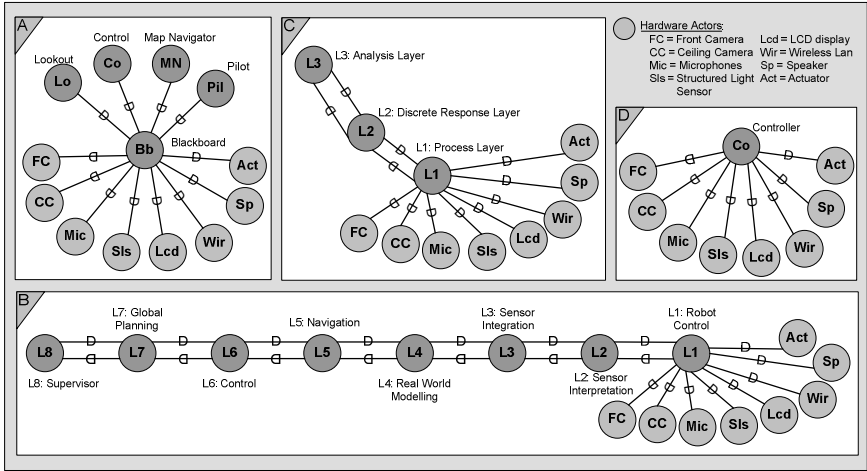 A
Control
Map Navigator
Lookout
Pilot
Co
MN
Lo
Pil
Bb
Blackboard
FC
Act
CC
Sp
Mic
SIs
Lcd
Wir
C
L3
L3: Analysis Layer
L2
L2: Discrete Response Layer
L1: Process Layer
L1
Act
Sp
Wir
FC
CC
Mic
SIs
Lcd
Hardware Actors:
FC = Front Camera Lcd = LCD display
CC = Ceiling Camera Wir = Wireless Lan
Mic = Microphones Sp = Speaker
SIs = Structured Light Act = Actuator
Sensor
D
Controller
Co
FC
Act
CC
Sp
Mic
SIs
Lcd
Wir
B
L7: Global
Planning
L5: Navigation
L3: Sensor
Integration
L1: Robot
Control
L8
L7
L6
L5
L4
L3
L2
L1
L8: Supervisor
L6: Control
L4: Real World
Modelling
L2: Sensor
Interpretation
Act
Sp
Wir
FC
CC
Mic
SIs
Lcd